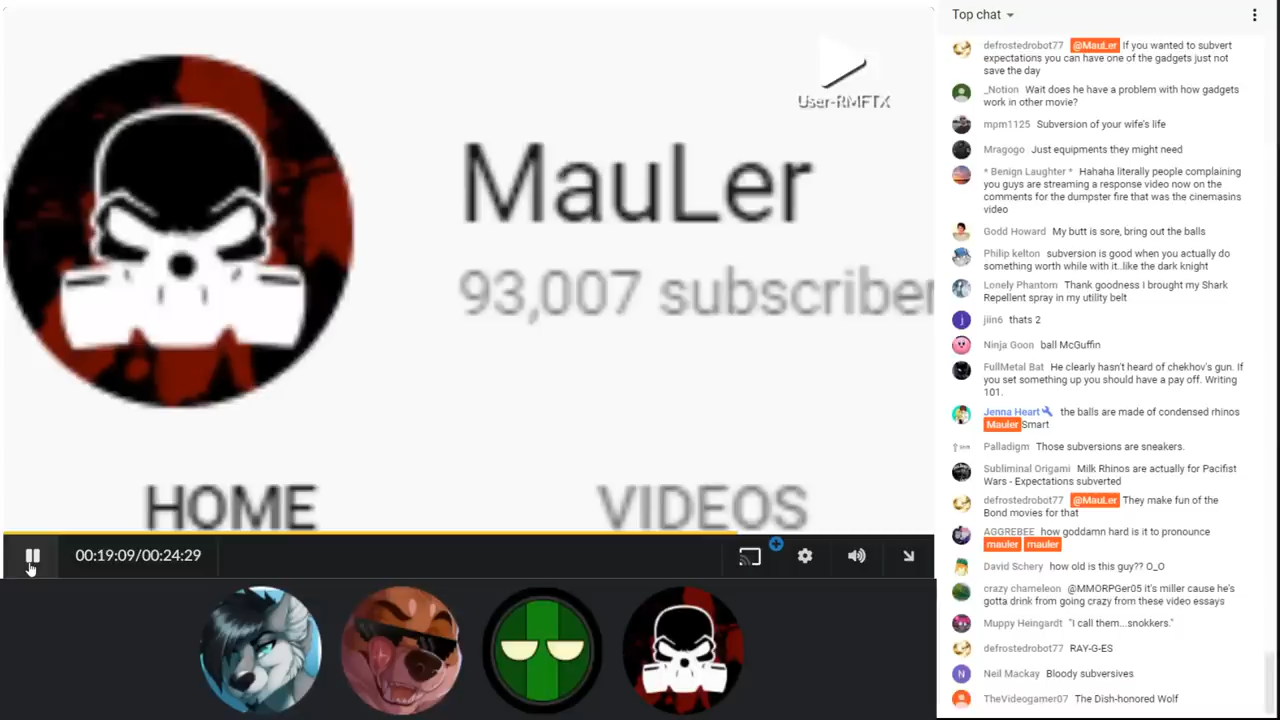 User-RMFTX
MauLer
93,007 subscriber
HOME
VIDEOS
00:19:09/00:24:29
Top chat
defrostedrobot77 @MauLer If you wanted to subvert
expectations you can have one of the gadgets just not
save the day
_Notion Wait does he have a problem with how gadgets
work in other movie?
mpm1125 Subversion of your wife's life
Mragogo Just equipments they might need
* Benign Laughter * Hahaha literally people complaining
you guys are streaming a response video now on the
comments for the dumpster fire that was the cinemasins
video
Godd Howard My butt is sore, bring out the balls
Philip kelton subversion is good when you actually do
something worth while with it..like the dark knight
Lonely Phantom Thank goodness I brought my Shark
Repellent spray in my utility belt
j
jiin6 thats 2
Ninja Goon ball McGuffin
FullMetal Bat He clearly hasn't heard of chekhov's gun. If
you set something up you should have a pay off. Writing
101.
Jenna Heart the balls are made of condensed rhinos
Mauler Smart
Palladigm Those subversions are sneakers.
Subliminal Origami Milk Rhinos are actually for Pacifist
Wars - Expectations subverted
defrostedrobot77 @MauLer They make fun of the
Bond movies for that
AGGREBEE how goddamn hard is it to pronounce
mauler mauler
David Schery how old is this guy?? O_O
crazy chameleon @MMORPGer05 it's miller cause he's
gotta drink from going crazy from these video essays
Muppy Heingardt "I call them...snokkers."
defrostedrobot77 RAY-G-ES
N
Neil Mackay Bloody subversives
TheVideogamer07 The Dish-honored Wolf